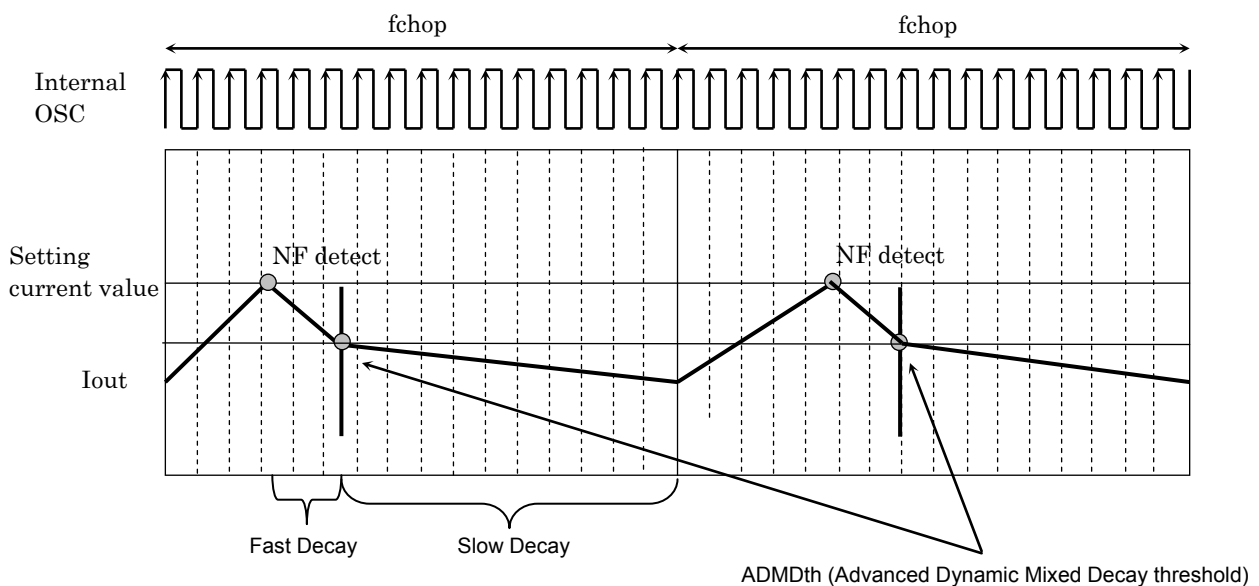 fchop
fchop
Internal
OSC
NF detect
NF detect
Setting
current value
Iout
Fast Decay
Slow Decay
ADMDth (Advanced Dynamic Mixed Decay threshold)